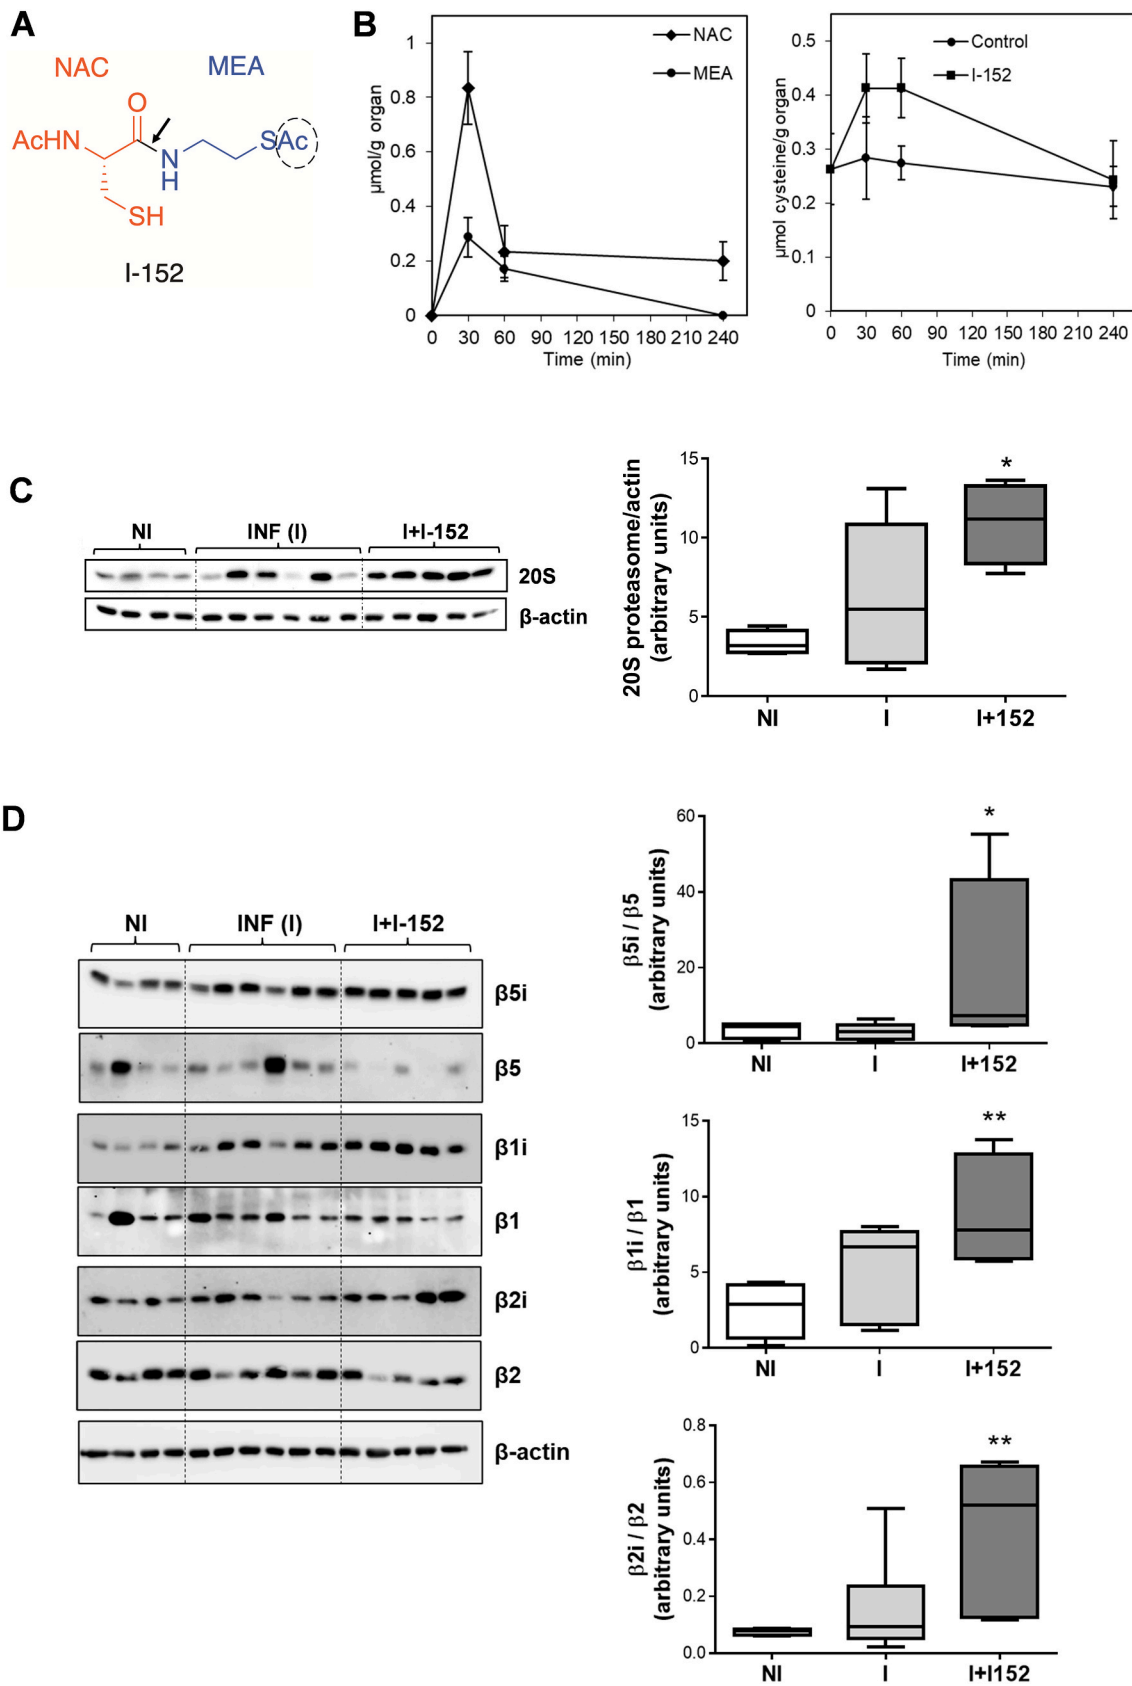 A
NAC MEA
O
AcHN
N
H
SAc
SH
I-152
B
µmol/g organ
1
0.8
0.6
0.4
0.2
0
NAC
MEA
0 30 60 90 120 150 180 210 240
Time (min)
µmol cysteine/g organ
0.5
0.4
0.3
0.2
0.1
0
Control
I-152
0 30 60 90 120 150 180 210 240
Time (min)
C
NI INF (I) I+I-152
20S
β-actin
20S proteasome/actin
(arbitrary units)
15
10
5
0
*
NI I I+152
D
NI INF (I) I+I-152
β5i
β5
β1i
β1
β2i
β2
β-actin
β5i / β5
(arbitrary units)
60
40
20
0
*
NI I I+152
β1i / β1
(arbitrary units)
15
10
5
0
**
NI I I+152
β2i / β2
(arbitrary units)
0.8
0.6
0.4
0.2
0.0
**
NI I I+I152